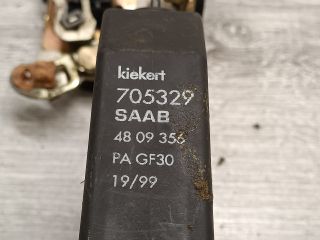 kiekert
705329
SAAB
48 09 356
PA GF30
19/99